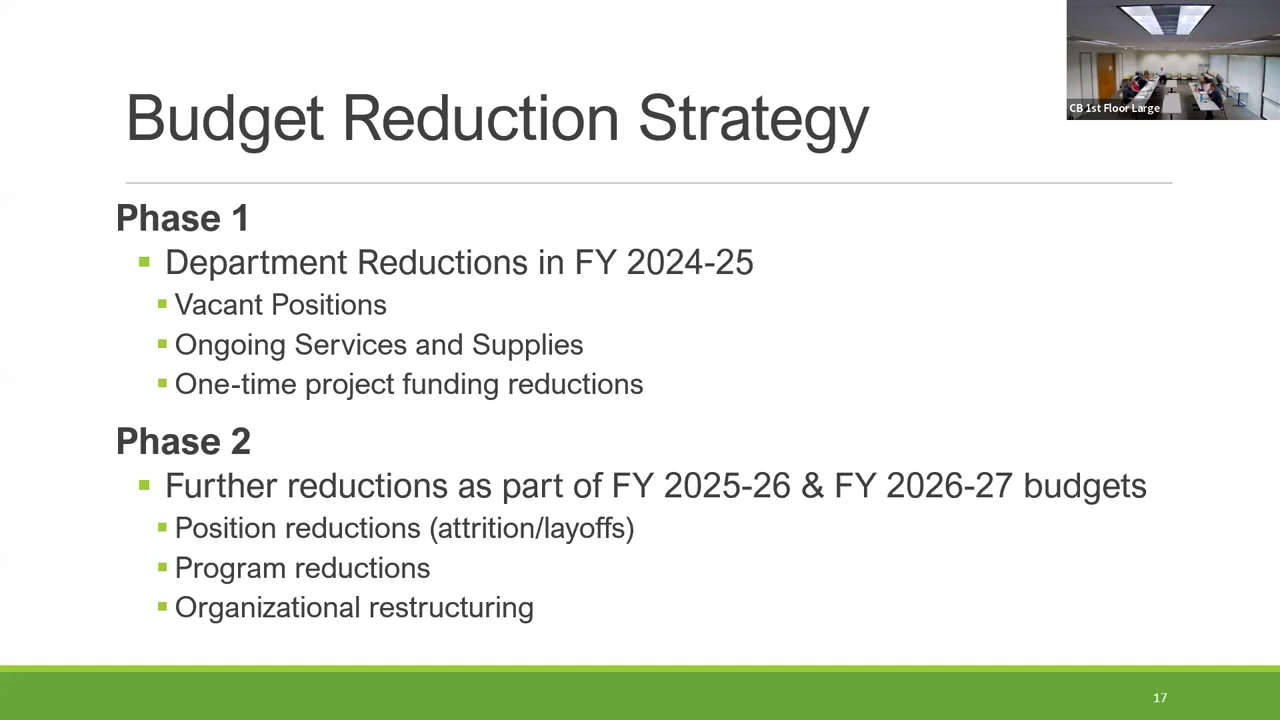 CB 1st Floor Large
Budget Reduction Strategy
Phase 1
Department Reductions in FY 2024-25
Vacant Positions
Ongoing Services and Supplies
One-time project funding reductions
Phase 2
Further reductions as part of FY 2025-26 & FY 2026-27 budgets
Position reductions (attrition/layoffs)
Program reductions
Organizational restructuring
17